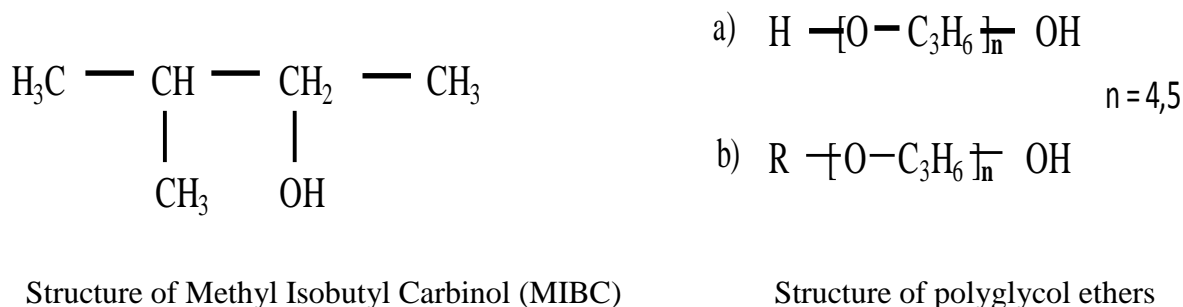 H₃C — CH — CH₂ — CH₃
CH₃ OH
Structure of Methyl Isobutyl Carbinol (MIBC)
a) H —[O — C₃H₆]ₙ— OH
n = 4,5
b) R —[O—C₃H₆]ₙ— OH
Structure of polyglycol ethers